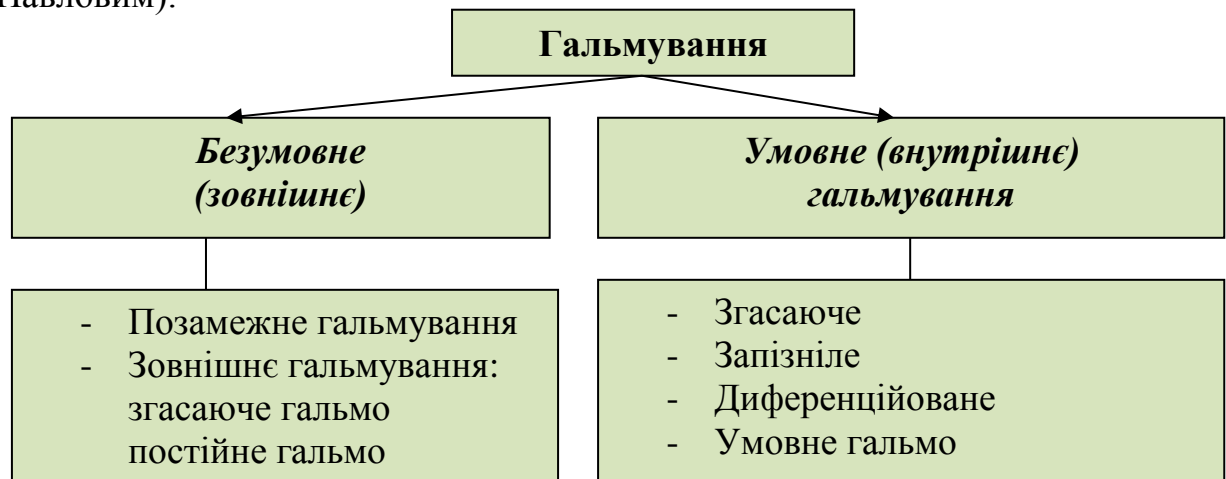 Павловим).
Гальмування
Безумовне
(зовнішнє)
Умовне (внутрішнє)
гальмування
- Позамежне гальмування
- Зовнішнє гальмування:
згасаюче гальмо
постійне гальмо
- Згасаюче
- Запізніле
- Диференційоване
- Умовне гальмо